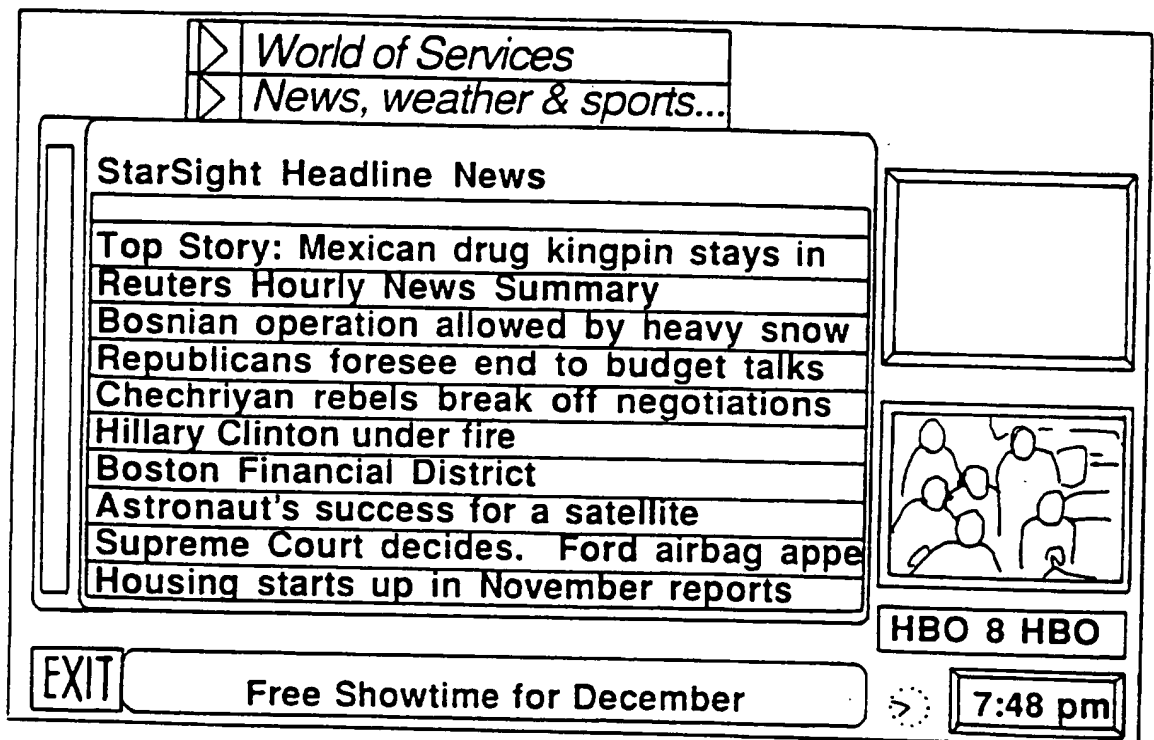 World of Services
News, weather & sports...
StarSight Headline News
Top Story: Mexican drug kingpin stays in
Reuters Hourly News Summary
Bosnian operation allowed by heavy snow
Republicans foresee end to budget talks
Chechriyan rebels break off negotiations
Hillary Clinton under fire
Boston Financial District
Astronaut's success for a satellite
Supreme Court decides. Ford airbag appe
Housing starts up in November reports
HBO 8 HBO
EXIT
Free Showtime for December
7:48 pm